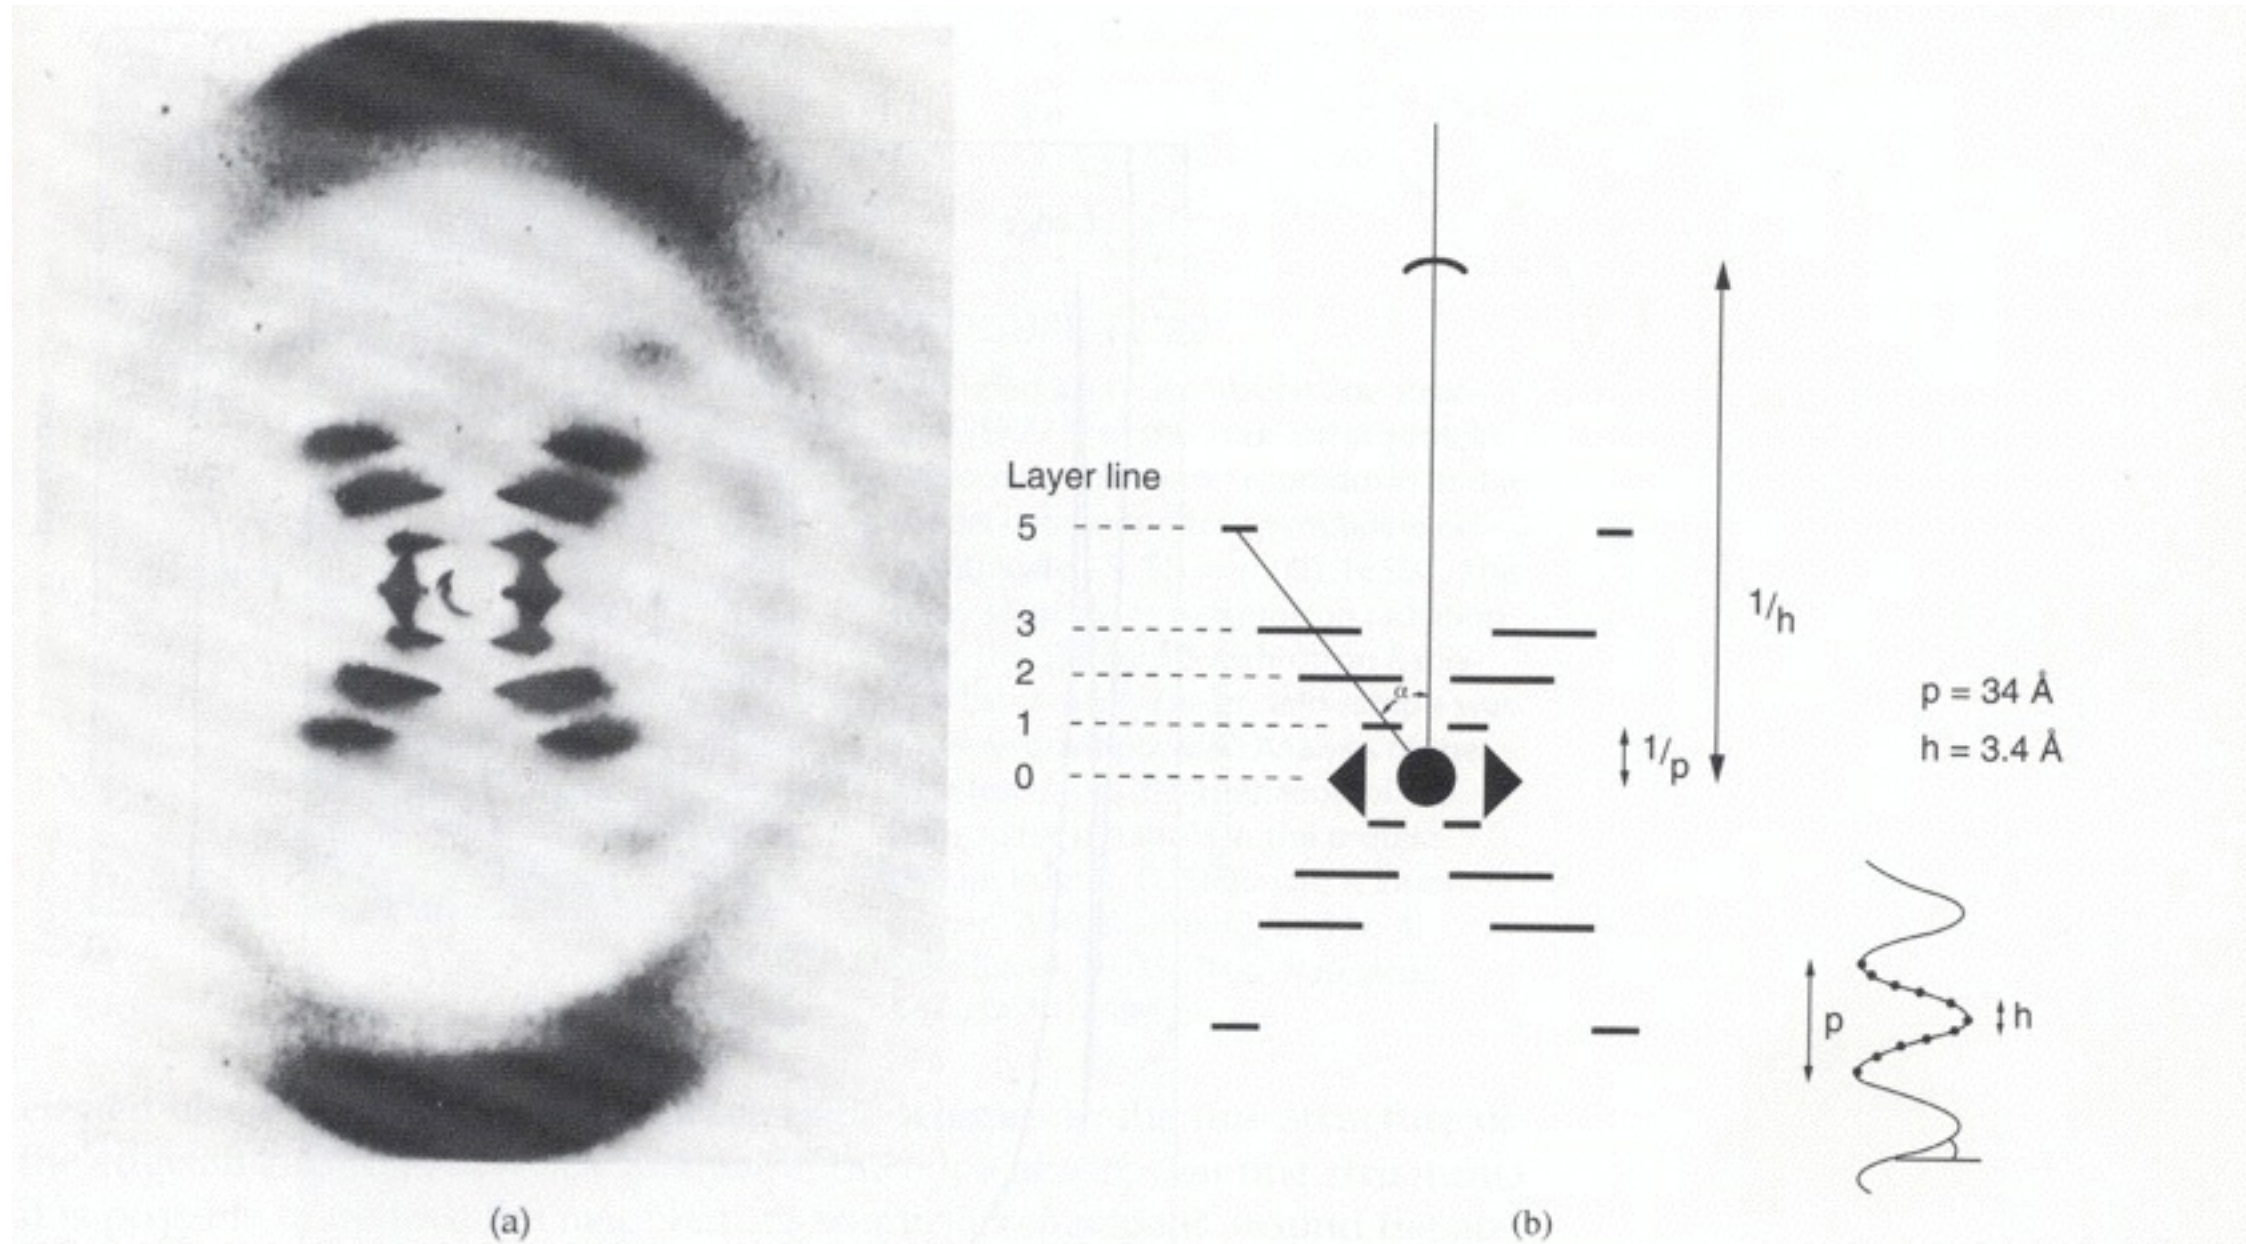 Layer line
5
3
2
1
0
α
1/p
1/h
p = 34 Å
h = 3.4 Å
p
h
(a)
(b)